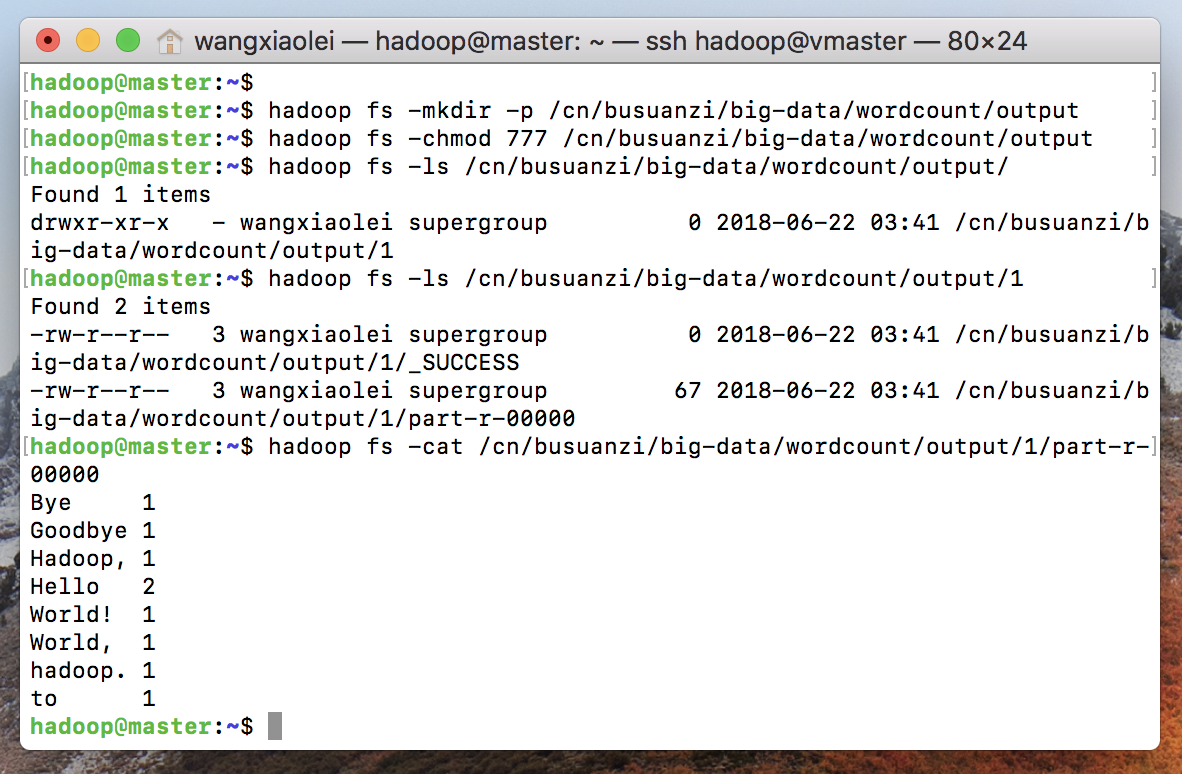 wangxiaolei — hadoop@master: ~ — ssh hadoop@vmaster — 80×24
[hadoop@master:~$ ]
[hadoop@master:~$ hadoop fs -mkdir -p /cn/busuanzi/big-data/wordcount/output ]
[hadoop@master:~$ hadoop fs -chmod 777 /cn/busuanzi/big-data/wordcount/output ]
[hadoop@master:~$ hadoop fs -ls /cn/busuanzi/big-data/wordcount/output/ ]
Found 1 items
drwxr-xr-x   - wangxiaolei supergroup          0 2018-06-22 03:41 /cn/busuanzi/b
ig-data/wordcount/output/1
[hadoop@master:~$ hadoop fs -ls /cn/busuanzi/big-data/wordcount/output/1 ]
Found 2 items
-rw-r--r--   3 wangxiaolei supergroup          0 2018-06-22 03:41 /cn/busuanzi/b
ig-data/wordcount/output/1/_SUCCESS
-rw-r--r--   3 wangxiaolei supergroup         67 2018-06-22 03:41 /cn/busuanzi/b
ig-data/wordcount/output/1/part-r-00000
[hadoop@master:~$ hadoop fs -cat /cn/busuanzi/big-data/wordcount/output/1/part-r-]
00000
Bye     1
Goodbye 1
Hadoop, 1
Hello   2
World!  1
World,  1
hadoop. 1
to      1
hadoop@master:~$